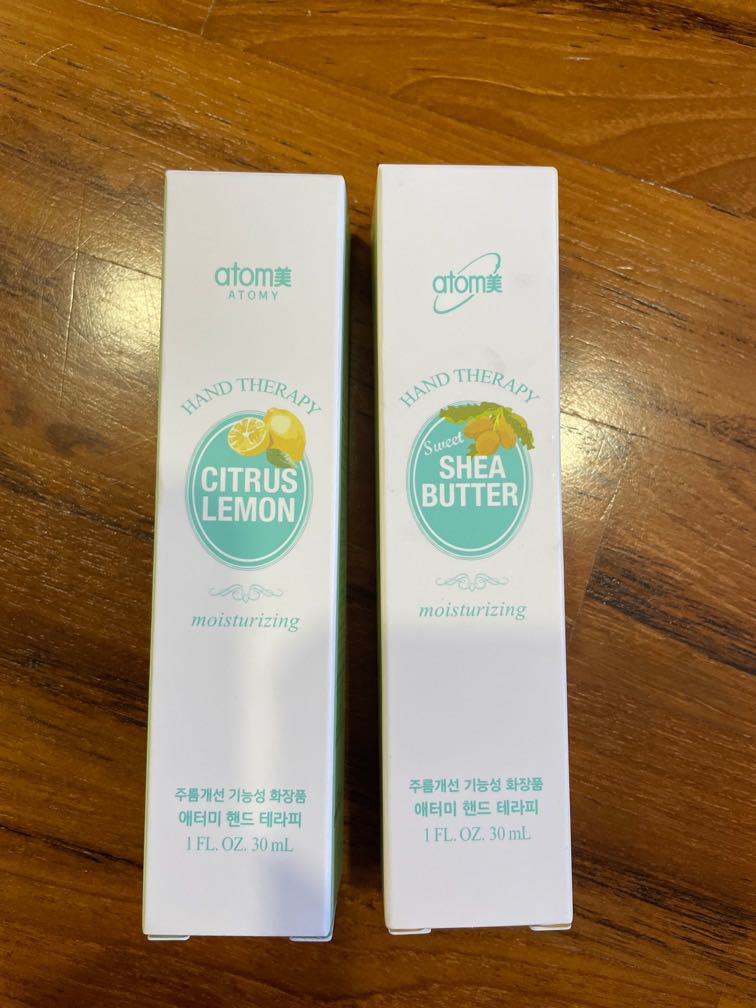 atom美
ATOMY
HAND THERAPY
CITRUS
LEMON
moisturizing
주름개선 기능성 화장품
애터미 핸드 테라피
1 FL. OZ. 30 mL
atom美
HAND THERAPY
Sweet
SHEA
BUTTER
moisturizing
주름개선 기능성 화장품
애터미 핸드 테라피
1 FL. OZ. 30 mL